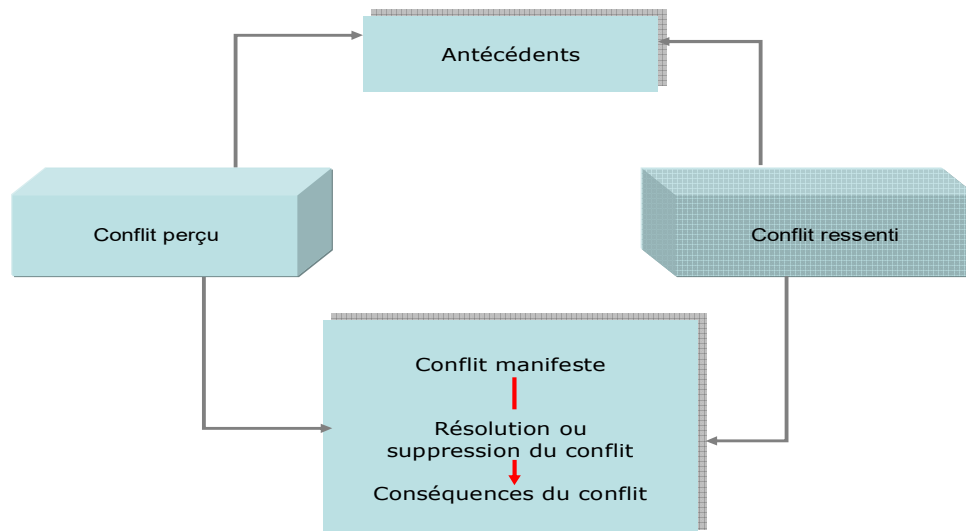 Antécédents
Conflit perçu
Conflit ressenti
Conflit manifeste
Résolution ou
suppression du conflit
Conséquences du conflit